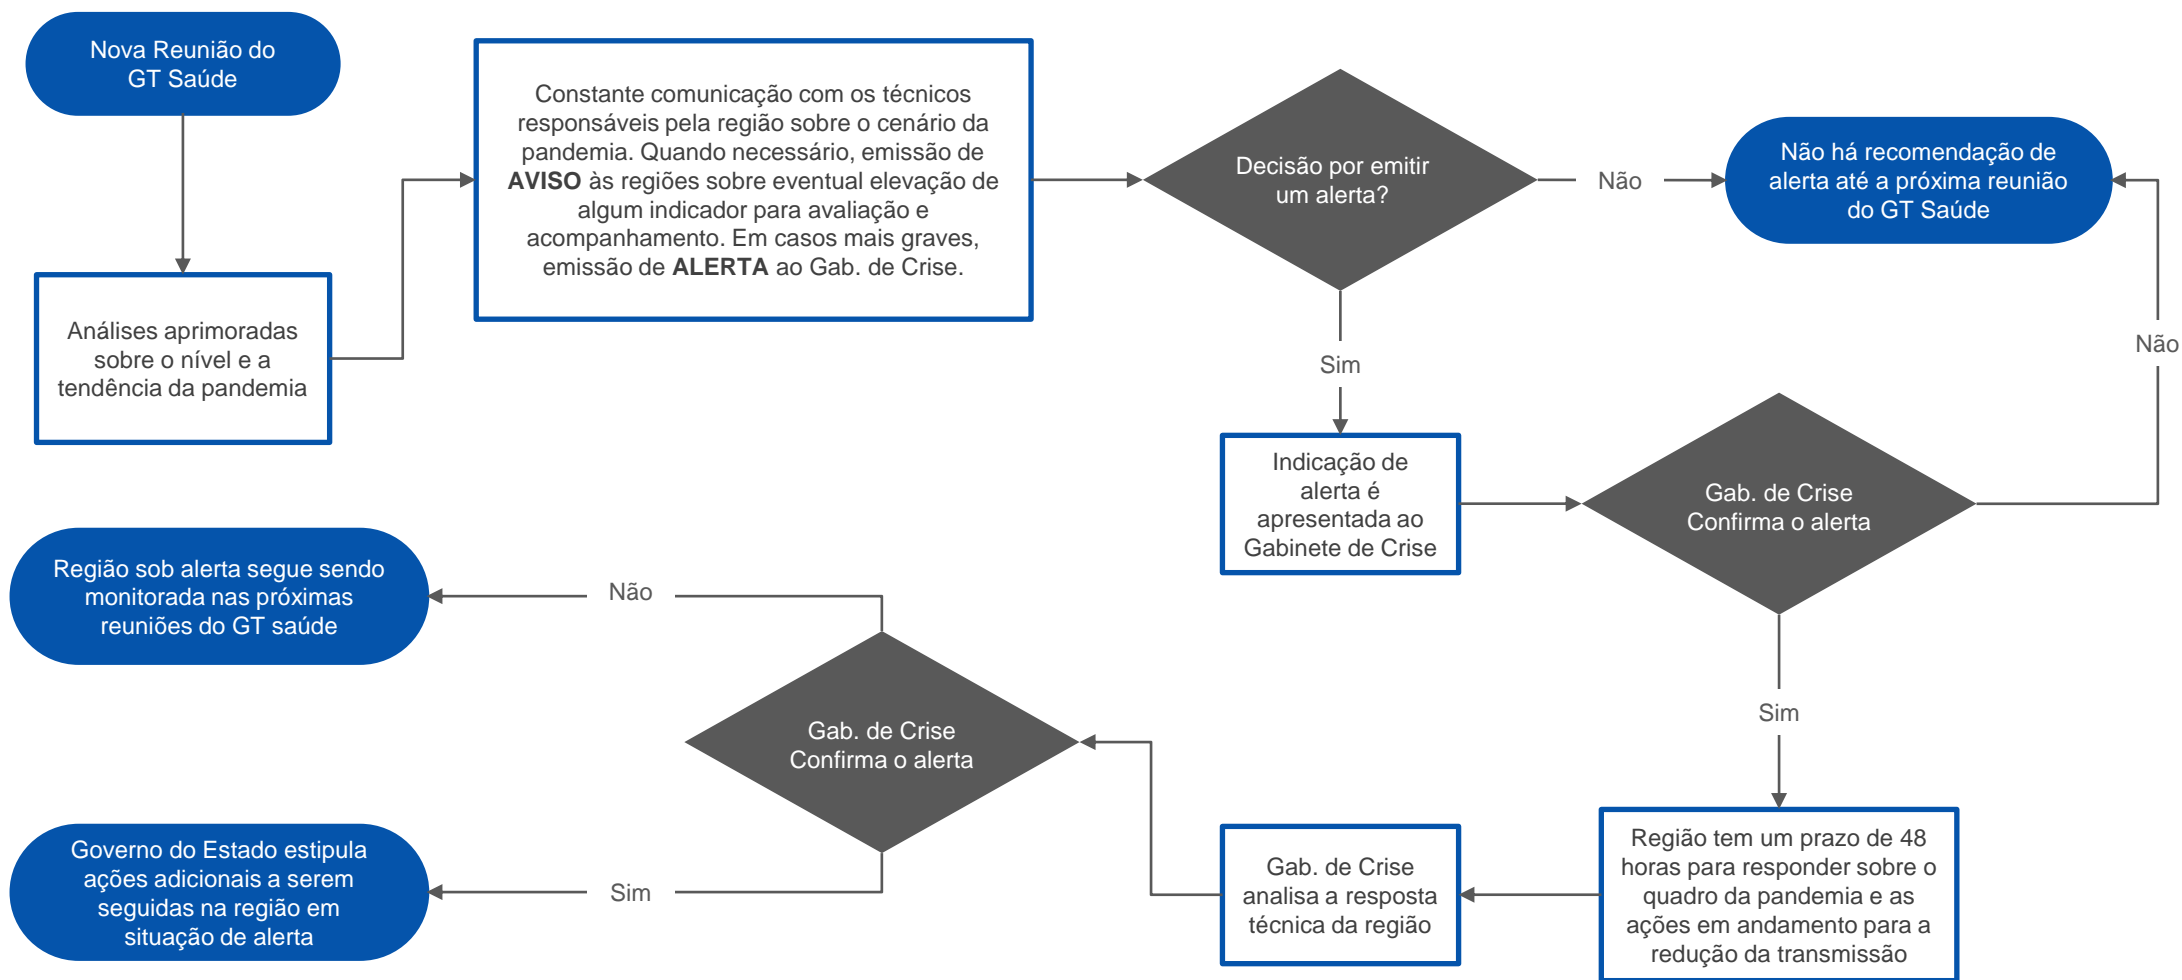 Nova Reunião do
GT Saúde
Análises aprimoradas
sobre o nível e a
tendência da pandemia
Constante comunicação com os técnicos
responsáveis pela região sobre o cenário da
pandemia. Quando necessário, emissão de
AVISO às regiões sobre eventual elevação de
algum indicador para avaliação e
acompanhamento. Em casos mais graves,
emissão de ALERTA ao Gab. de Crise.
Decisão por emitir
um alerta?
Não
Não há recomendação de
alerta até a próxima reunião
do GT Saúde
Sim
Indicação de
alerta é
apresentada ao
Gabinete de Crise
Gab. de Crise
Confirma o alerta
Não
Sim
Região tem um prazo de 48
horas para responder sobre o
quadro da pandemia e as
ações em andamento para a
redução da transmissão
Gab. de Crise
analisa a resposta
técnica da região
Gab. de Crise
Confirma o alerta
Não
Região sob alerta segue sendo
monitorada nas próximas
reuniões do GT saúde
Sim
Governo do Estado estipula
ações adicionais a serem
seguidas na região em
situação de alerta